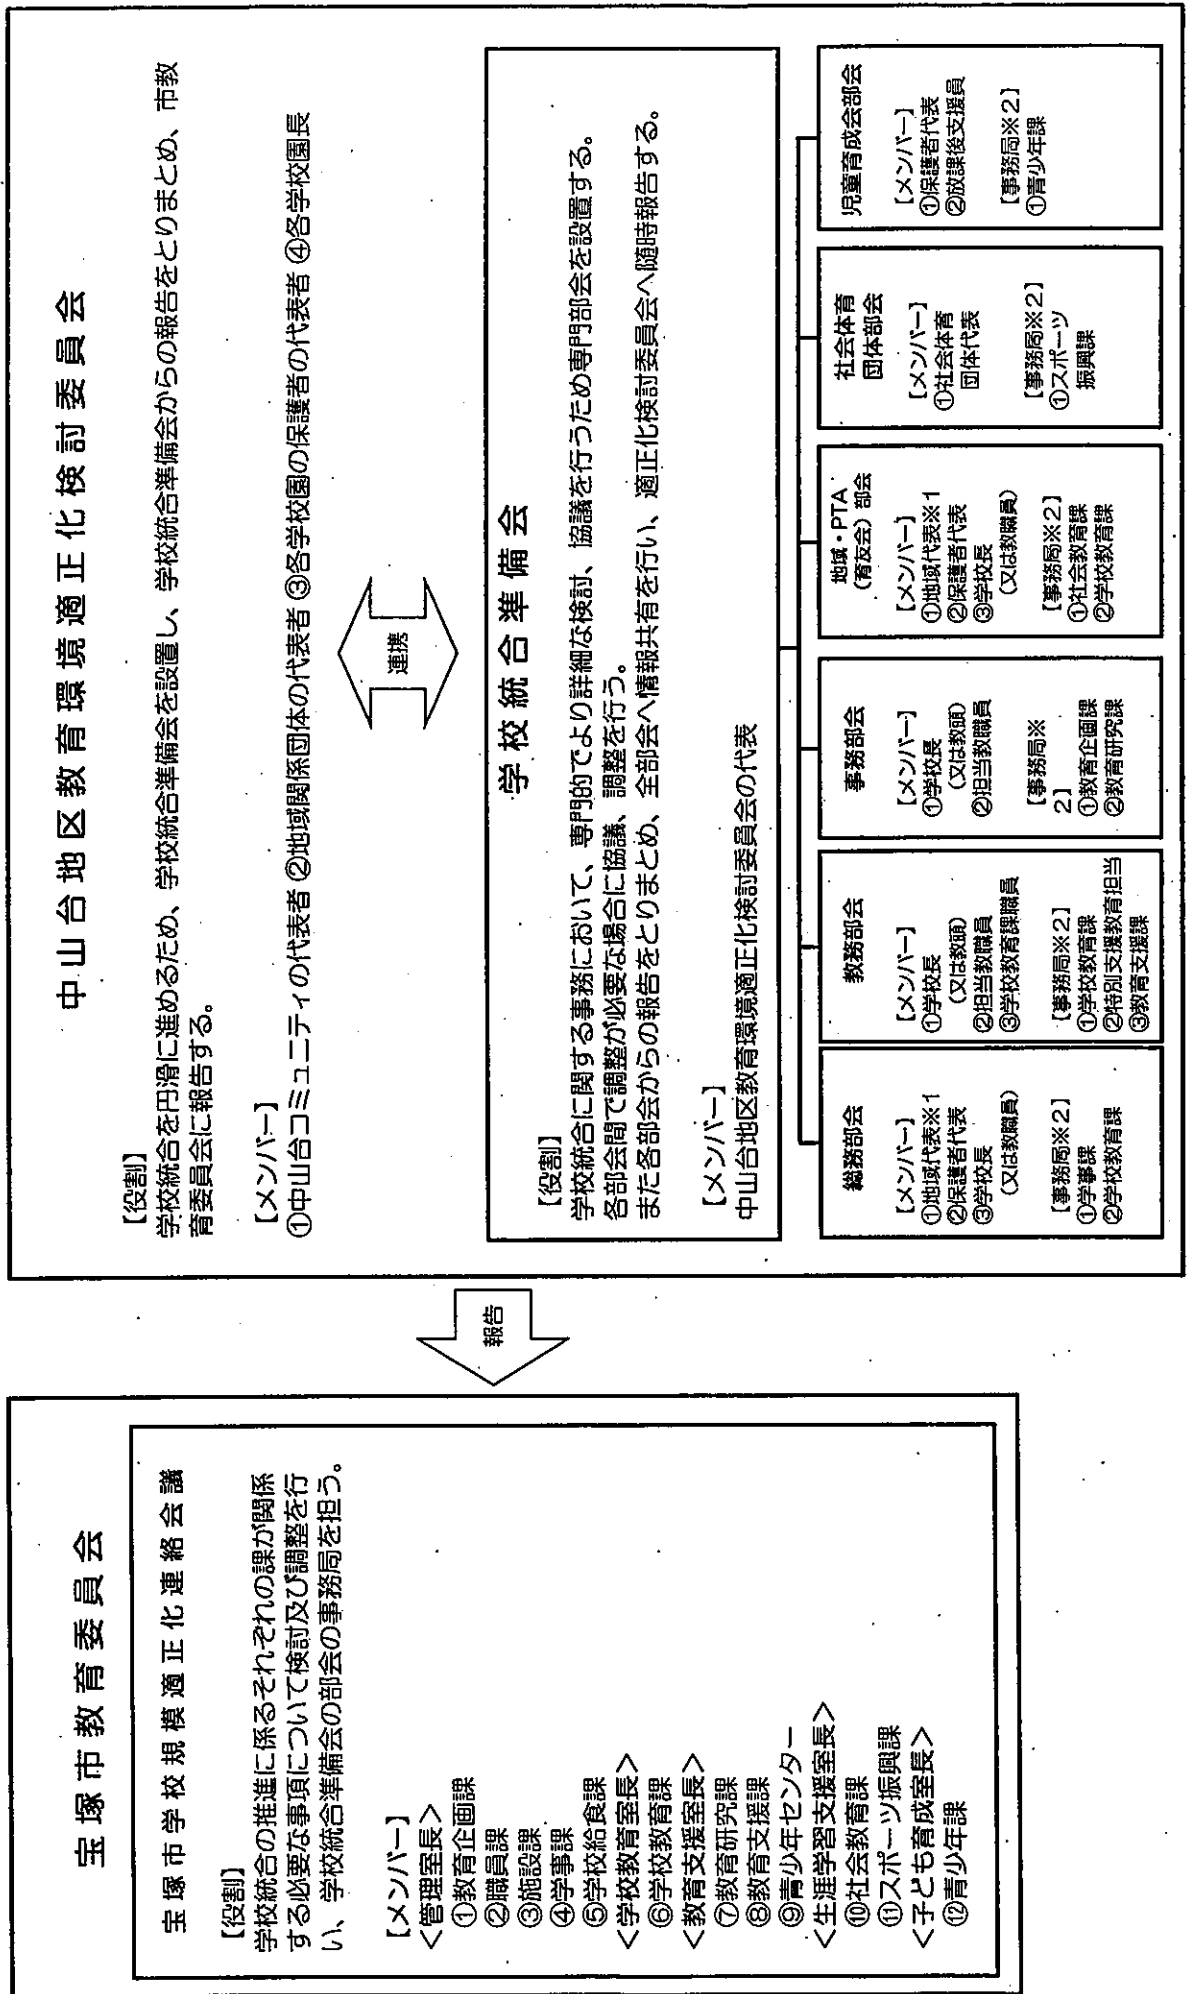 宝塚市教育委員会
宝塚市学校規模適正化連絡会議
【役割】
学校統合の推進に係るそれぞれの課が関係
する必要な事項について検討及び調整を行
い、学校統合準備会の部会の事務局を担う。
【メンバー】
＜管理室長＞
①教育企画課
②職員課
③施設課
④学事課
⑤学校給食課
＜学校教育室長＞
⑥学校教育課
＜教育支援室長＞
⑦教育研究課
⑧教育支援課
⑨青少年センター
＜生涯学習支援室長＞
⑩社会教育課
⑪スポーツ振興課
＜子ども育成室長＞
⑫青少年課
報告
中山台地区教育環境適正化検討委員会
【役割】
学校統合を円滑に進めるため、学校統合準備会を設置し、学校統合準備会からの報告をとりまとめ、市教
育委員会に報告する。
【メンバー】
①中山台コミュニティの代表者 ②地域関係団体の代表者 ③各学校園の保護者の代表者 ④各学校園長
連携
学校統合準備会
【役割】
学校統合に関する事務において、専門的でより詳細な検討、協議を行うため専門部会を設置する。
各部会間で調整が必要な場合に協議、調整を行う。
また各部会からの報告をとりまとめ、全部会へ情報共有を行い、適正化検討委員会へ随時報告する。
【メンバー】
中山台地区教育環境適正化検討委員会の代表
総務部会
【メンバー】
①地域代表※1
②保護者代表
③学校長
（又は教職員）
【事務局※2】
①学事課
②学校教育課
教務部会
【メンバー】
①学校長
（又は教頭）
②担当教職員
③学校教育課職員
【事務局※2】
①学校教育課
②特別支援教育担当
③教育支援課
事務部会
【メンバー】
①学校長
（又は教頭）
②担当教職員
【事務局※
2】
①教育企画課
②教育研究課
地域・PTA
（育友会）部会
【メンバー】
①地域代表※1
②保護者代表
③学校長
（又は教職員）
【事務局※2】
①社会教育課
②学校教育課
社会体育
団体部会
【メンバー】
①社会体育
団体代表
【事務局※2】
①スポーツ
振興課
児童育成会部会
【メンバー】
①保護者代表
②放課後支援員
【事務局※2】
①青少年課